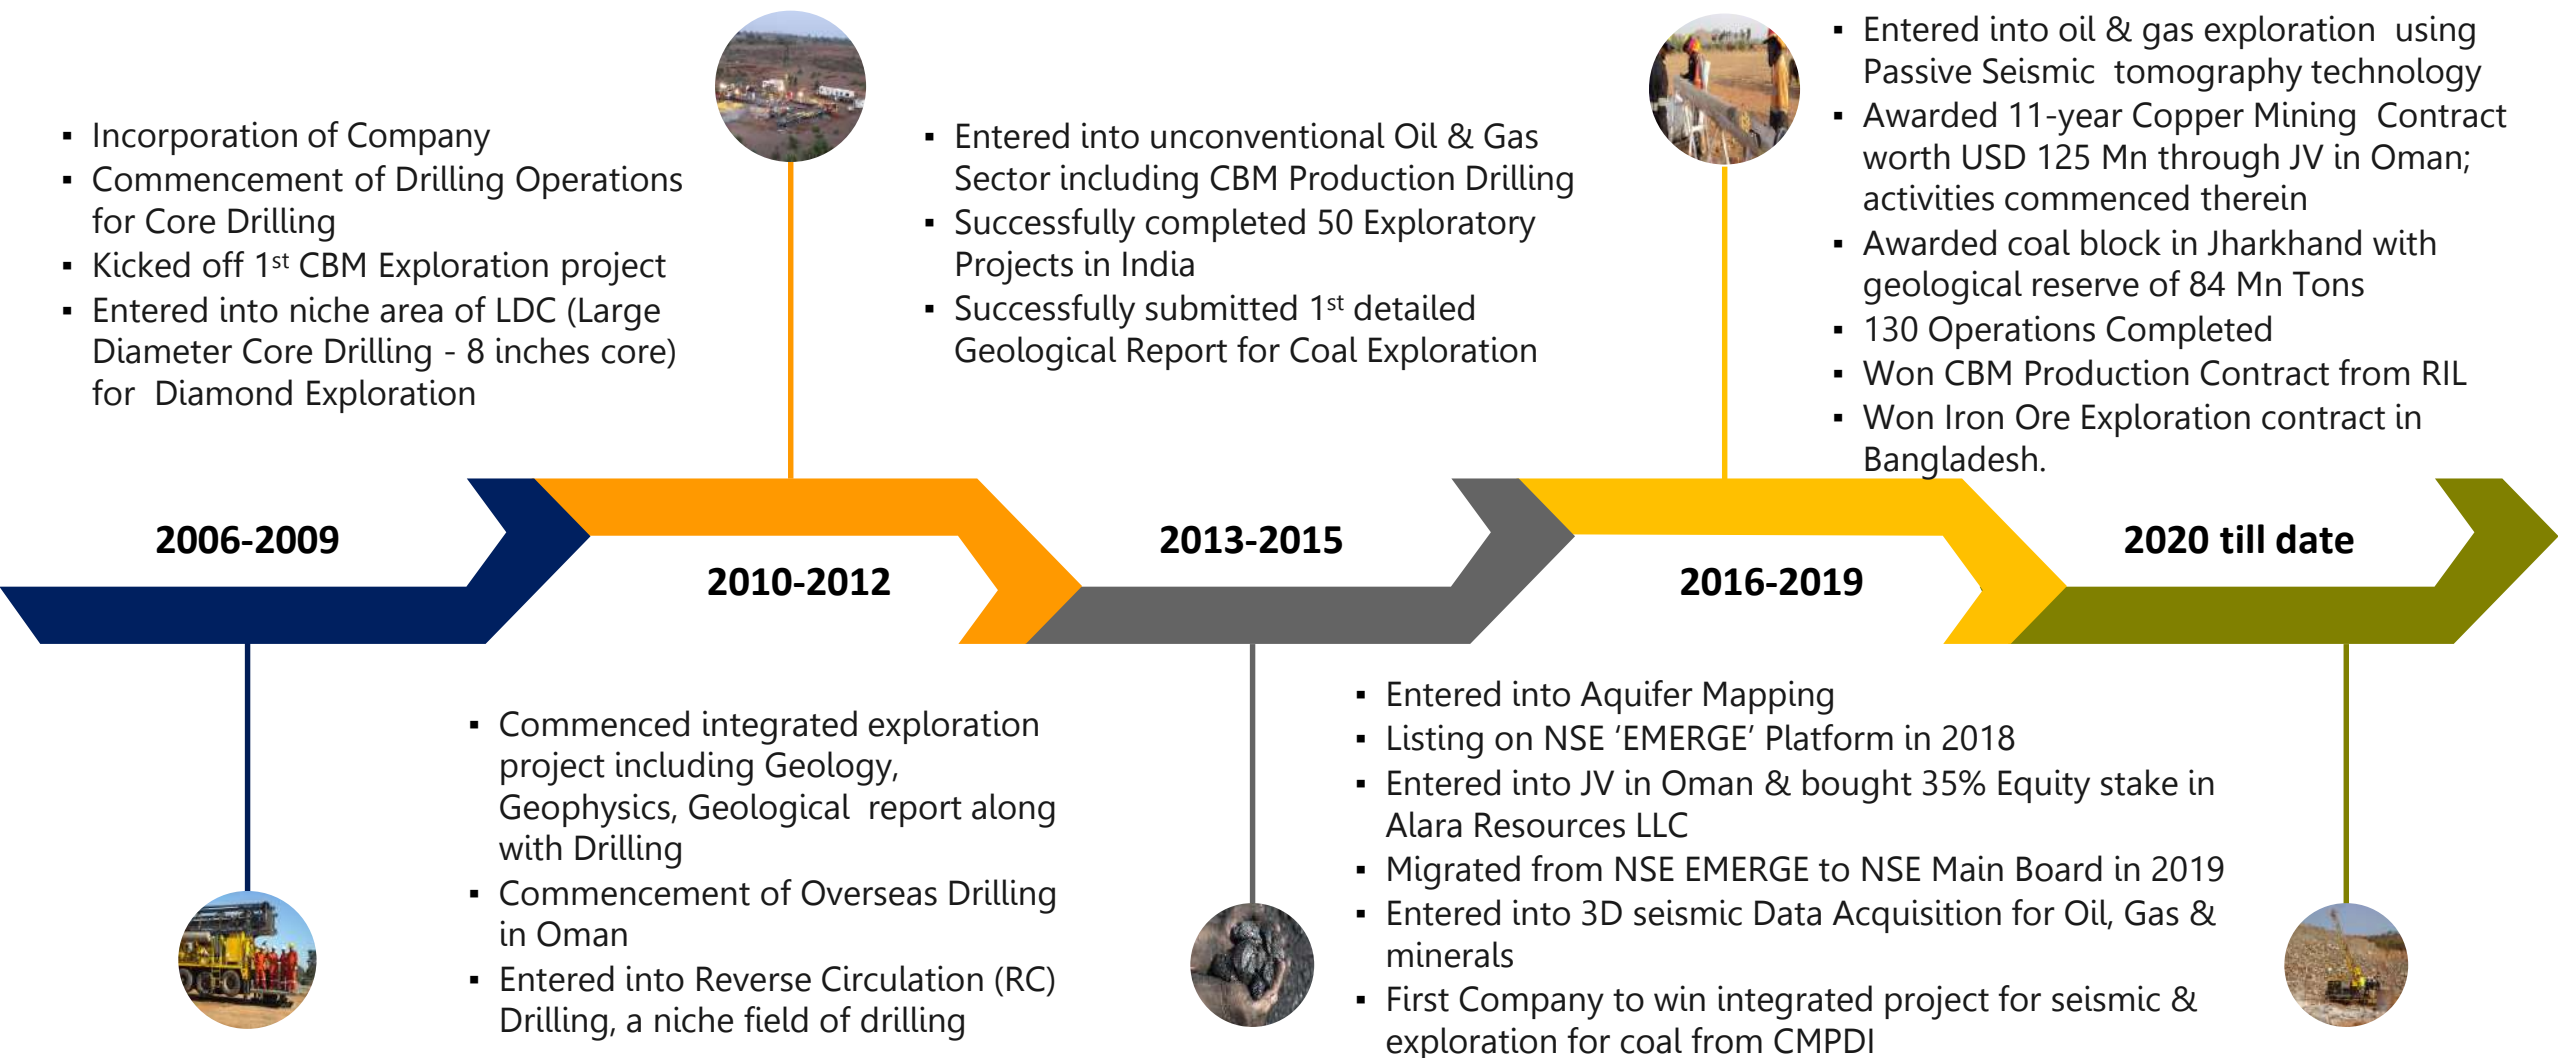 ▪ Incorporation of Company
▪ Commencement of Drilling Operations
for Core Drilling
▪ Kicked off 1st CBM Exploration project
▪ Entered into niche area of LDC (Large
Diameter Core Drilling - 8 inches core)
for Diamond Exploration
2006-2009
2010-2012
▪ Commenced integrated exploration
project including Geology,
Geophysics, Geological report along
with Drilling
▪ Commencement of Overseas Drilling
in Oman
▪ Entered into Reverse Circulation (RC)
Drilling, a niche field of drilling
▪ Entered into unconventional Oil & Gas
Sector including CBM Production Drilling
▪ Successfully completed 50 Exploratory
Projects in India
▪ Successfully submitted 1st detailed
Geological Report for Coal Exploration
2013-2015
2016-2019
▪ Entered into Aquifer Mapping
▪ Listing on NSE ‘EMERGE’ Platform in 2018
▪ Entered into JV in Oman & bought 35% Equity stake in
Alara Resources LLC
▪ Migrated from NSE EMERGE to NSE Main Board in 2019
▪ Entered into 3D seismic Data Acquisition for Oil, Gas &
minerals
▪ First Company to win integrated project for seismic &
exploration for coal from CMPDI
▪ Entered into oil & gas exploration using
Passive Seismic tomography technology
▪ Awarded 11-year Copper Mining Contract
worth USD 125 Mn through JV in Oman;
activities commenced therein
▪ Awarded coal block in Jharkhand with
geological reserve of 84 Mn Tons
▪ 130 Operations Completed
▪ Won CBM Production Contract from RIL
▪ Won Iron Ore Exploration contract in
Bangladesh.
2020 till date